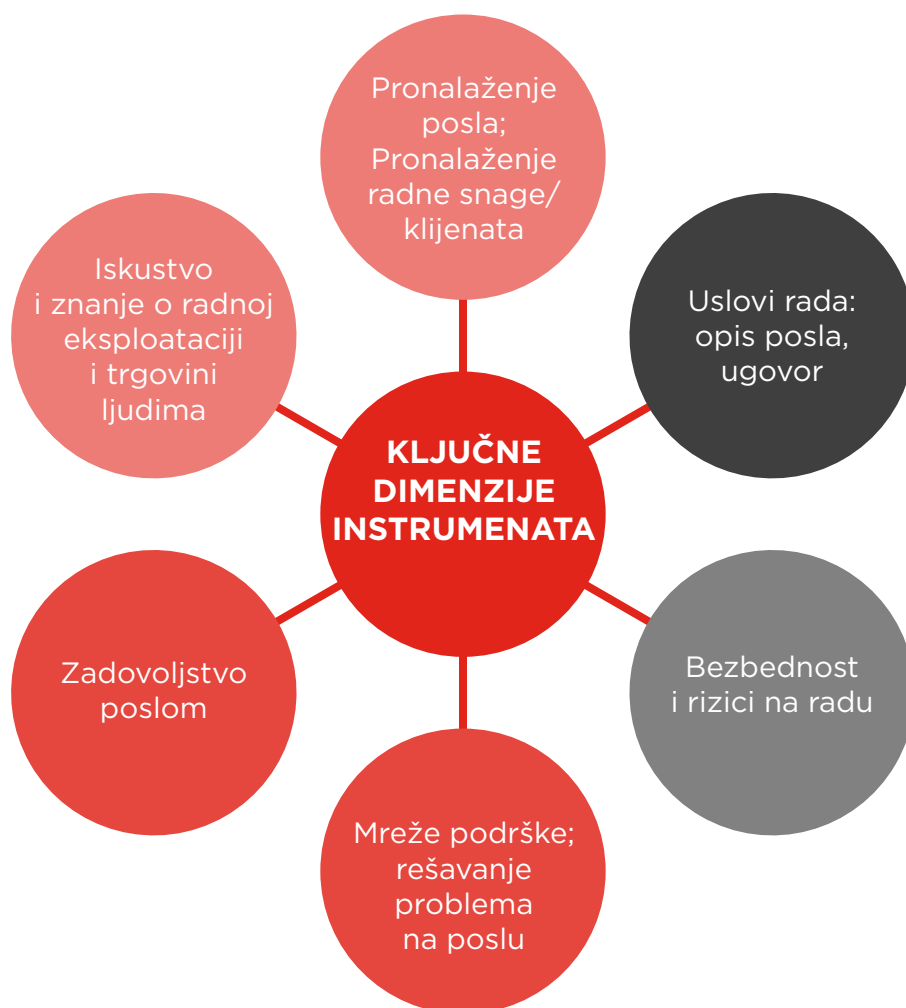 Pronalaženje
posla;
Pronalaženje
radne snage/
klijenata
Iskustvo
i znanje o radnoj
eksploataciji
i trgovini
ljudima
Uslovi rada:
opis posla,
ugovor
KLJUČNE
DIMENZIJE
INSTRUMENATA
Zadovoljstvo
poslom
Bezbednost
i rizici na radu
Mreže podrške;
rešavanje
problema
na poslu